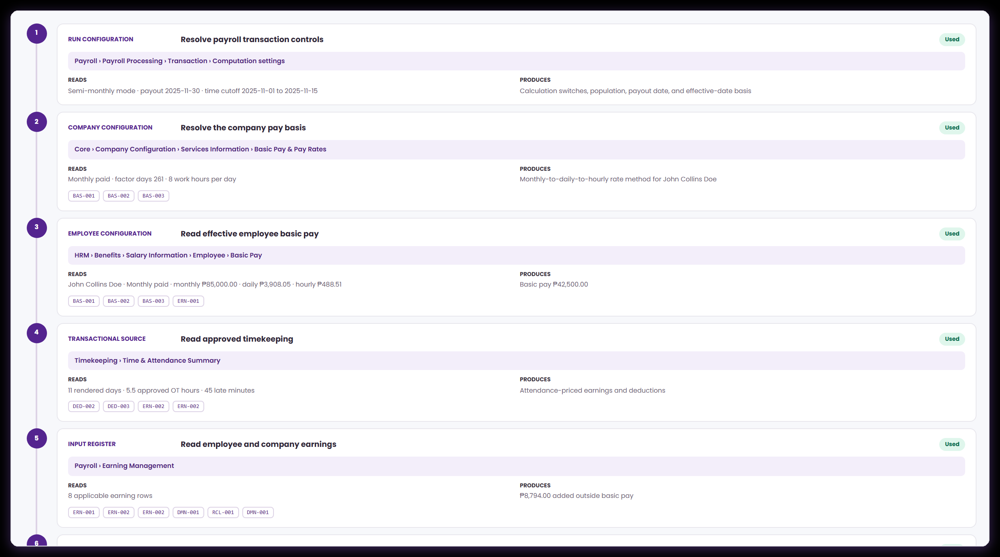 1
RUN CONFIGURATION
Resolve payroll transaction controls
Used
Payroll › Payroll Processing › Transaction › Computation settings
READS
Semi-monthly mode · payout 2025-11-30 · time cutoff 2025-11-01 to 2025-11-15
PRODUCES
Calculation switches, population, payout date, and effective-date basis
2
COMPANY CONFIGURATION
Resolve the company pay basis
Used
Core › Company Configuration › Services Information › Basic Pay & Pay Rates
READS
Monthly paid · factor days 261 · 8 work hours per day
PRODUCES
Monthly-to-daily-to-hourly rate method for John Collins Doe
BAS-001 BAS-002 BAS-003
3
EMPLOYEE CONFIGURATION
Read effective employee basic pay
Used
HRM › Benefits › Salary Information › Employee › Basic Pay
READS
John Collins Doe · Monthly paid · monthly ₱85,000.00 · daily ₱3,908.05 · hourly ₱488.51
PRODUCES
Basic pay ₱42,500.00
BAS-001 BAS-002 BAS-003 ERN-001
4
TRANSACTIONAL SOURCE
Read approved timekeeping
Used
Timekeeping › Time & Attendance Summary
READS
11 rendered days · 5.5 approved OT hours · 45 late minutes
PRODUCES
Attendance-priced earnings and deductions
DED-002 DED-003 ERN-002 ERN-002
5
INPUT REGISTER
Read employee and company earnings
Used
Payroll › Earning Management
READS
8 applicable earning rows
PRODUCES
₱8,794.00 added outside basic pay
ERN-001 ERN-002 ERN-002 DMN-001 RCL-001 DMN-001
6